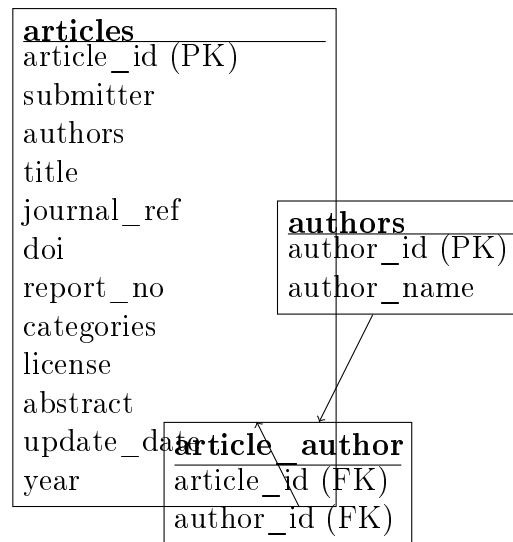 articles
article_id (PK)
submitter
authors
title
journal_ref
doi
report_no
categories
license
abstract
update_date
year
authors
author_id (PK)
author_name
article_author
article_id (FK)
author_id (FK)